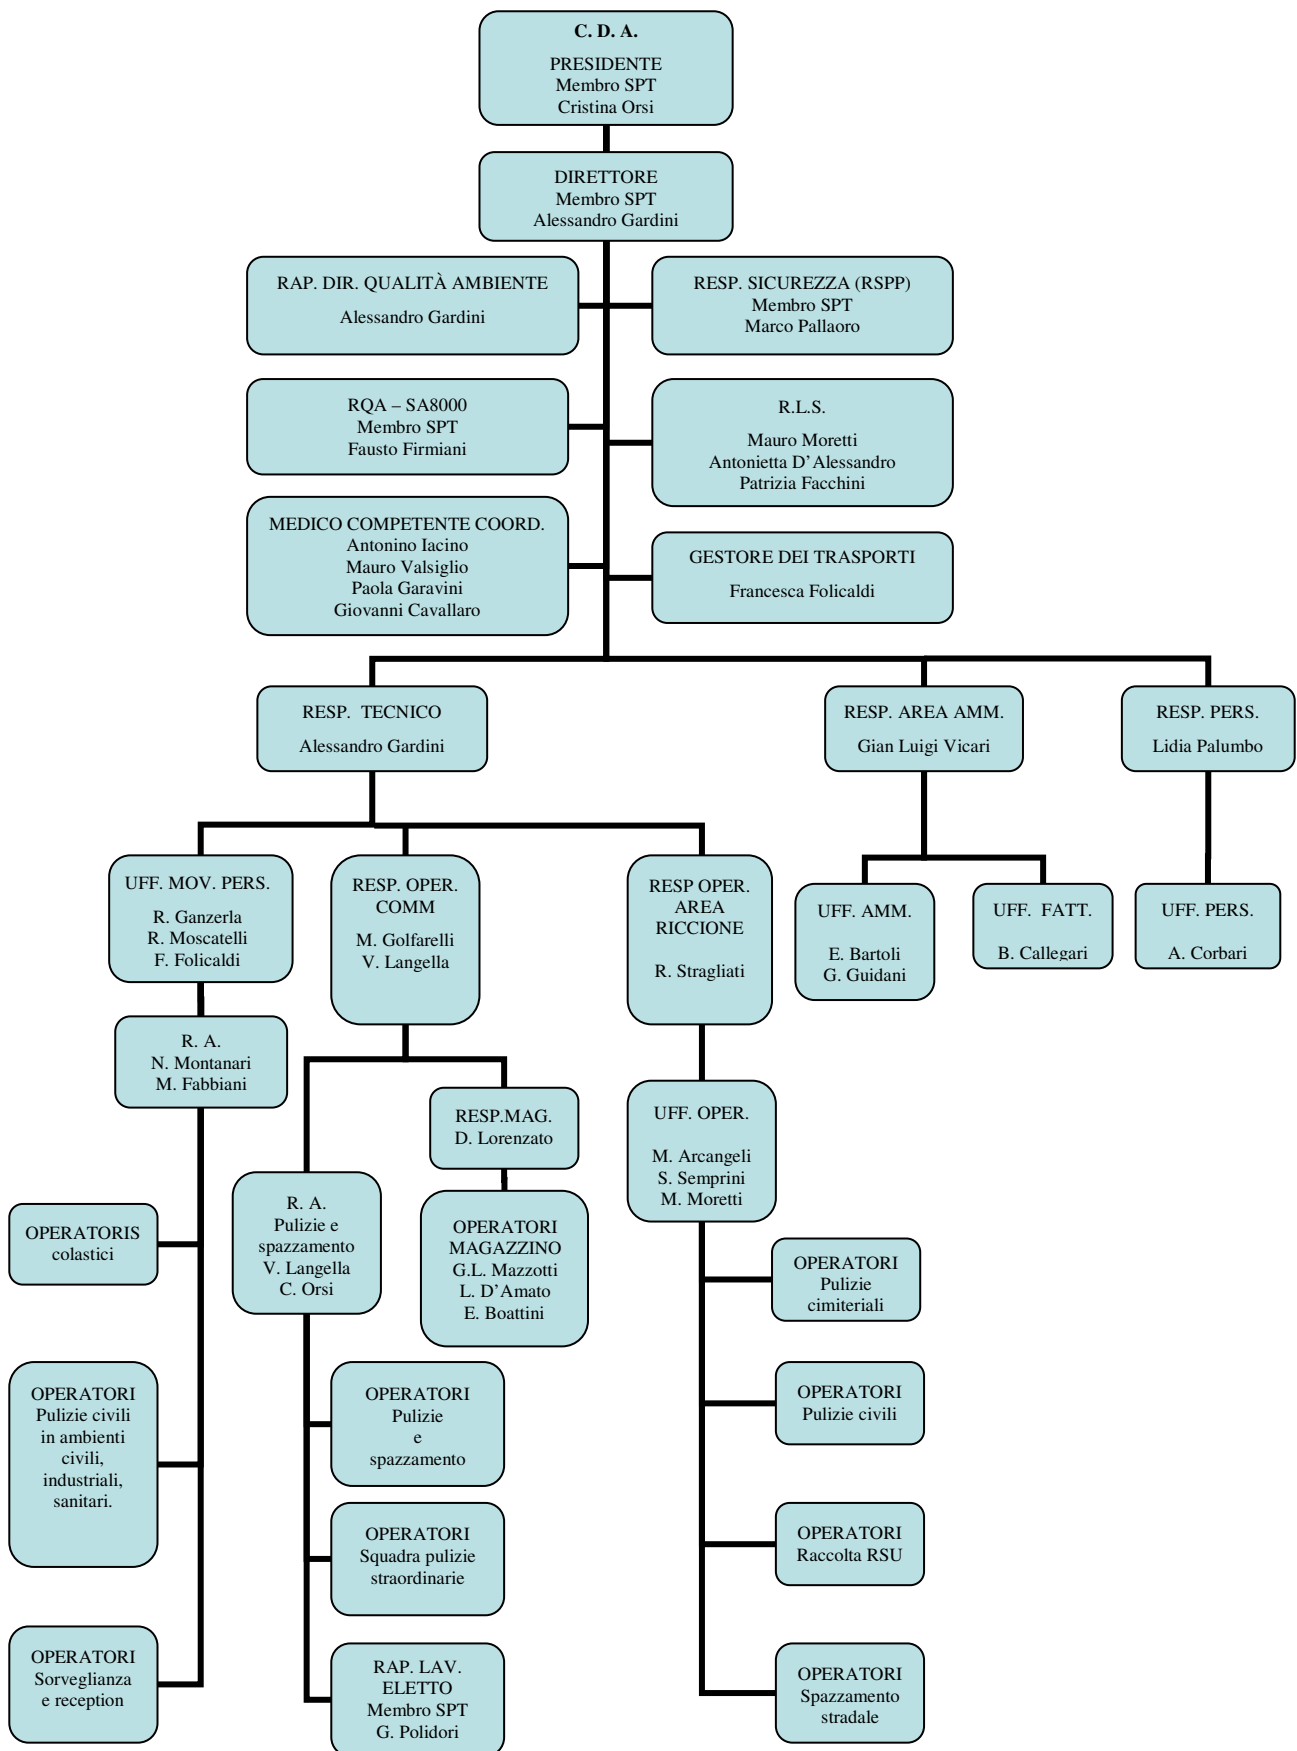 C. D. A.
PRESIDENTE
Membro SPT
Cristina Orsi
DIRETTORE
Membro SPT
Alessandro Gardini
RAP. DIR. QUALITÀ AMBIENTE
Alessandro Gardini
RESP. SICUREZZA (RSPP)
Membro SPT
Marco Pallaoro
RQA – SA8000
Membro SPT
Fausto Firmiani
R.L.S.
Mauro Moretti
Antonietta D’Alessandro
Patrizia Facchini
MEDICO COMPETENTE COORD.
Antonino Iacino
Mauro Valsiglio
Paola Garavini
Giovanni Cavallaro
GESTORE DEI TRASPORTI
Francesca Folicaldi
RESP. TECNICO
Alessandro Gardini
RESP. AREA AMM.
Gian Luigi Vicari
RESP. PERS.
Lidia Palumbo
UFF. MOV. PERS.
R. Ganzerla
R. Moscatelli
F. Folicaldi
RESP. OPER.
COMM
M. Golfarelli
V. Langella
RESP OPER.
AREA
RICCIONE
R. Stragliati
UFF. AMM.
E. Bartoli
G. Guidani
UFF. FATT.
B. Callegari
UFF. PERS.
A. Corbari
R. A.
N. Montanari
M. Fabbiani
RESP.MAG.
D. Lorenzato
UFF. OPER.
M. Arcangeli
S. Semprini
M. Moretti
R. A.
Pulizie e
spazzamento
V. Langella
C. Orsi
OPERATORI
MAGAZZINO
G.L. Mazzotti
L. D’Amato
E. Boattini
OPERATORIS
colastici
OPERATORI
Pulizie
cimiteriali
OPERATORI
Pulizie civili
in ambienti
civili,
industriali,
sanitari.
OPERATORI
Pulizie
e
spazzamento
OPERATORI
Pulizie civili
OPERATORI
Squadra pulizie
straordinarie
OPERATORI
Raccolta RSU
OPERATORI
Sorveglianza
e reception
RAP. LAV.
ELETTO
Membro SPT
G. Polidori
OPERATORI
Spazzamento
stradale